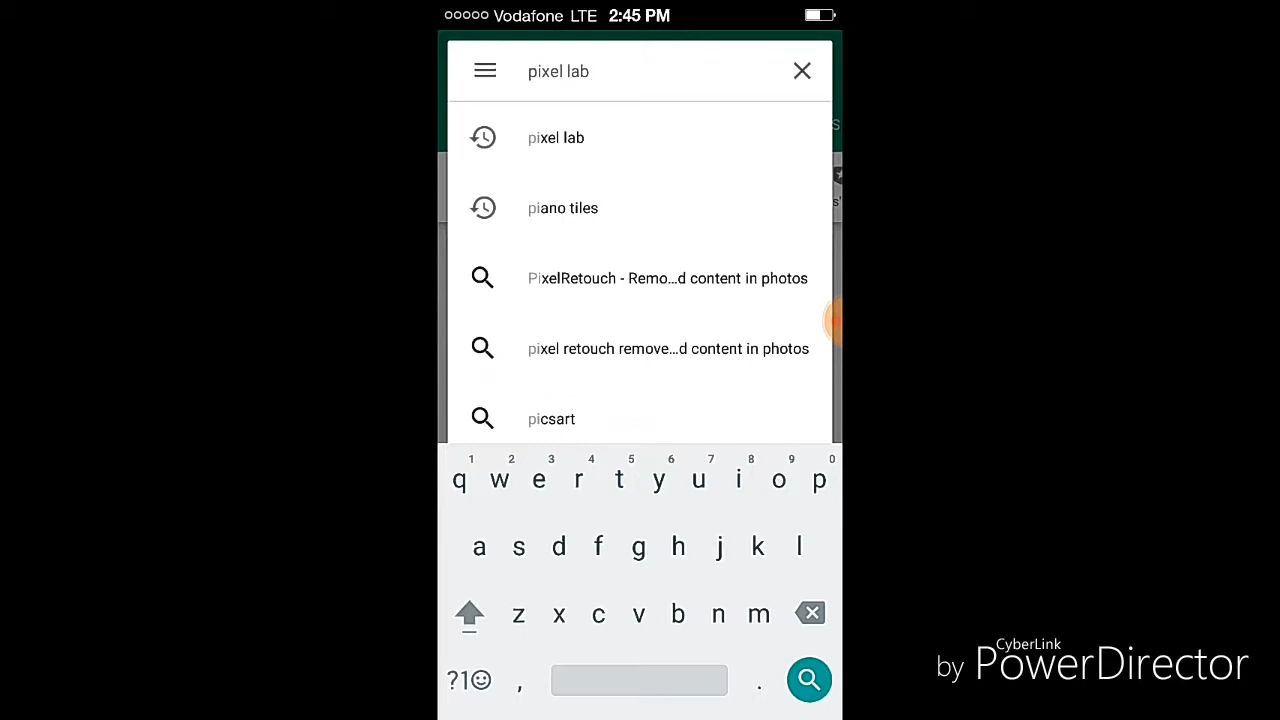 Vodafone LTE 2:45 PM
pixel lab
pixel lab
piano tiles
PixelRetouch - Remo...d content in photos
pixel retouch remove...d content in photos
picsart
1 2 3 4 5 6 7 8 9 0
q w e r t y u i o p
a s d f g h j k l
z x c v b n m
?1☺ , .
CyberLink
by PowerDirector